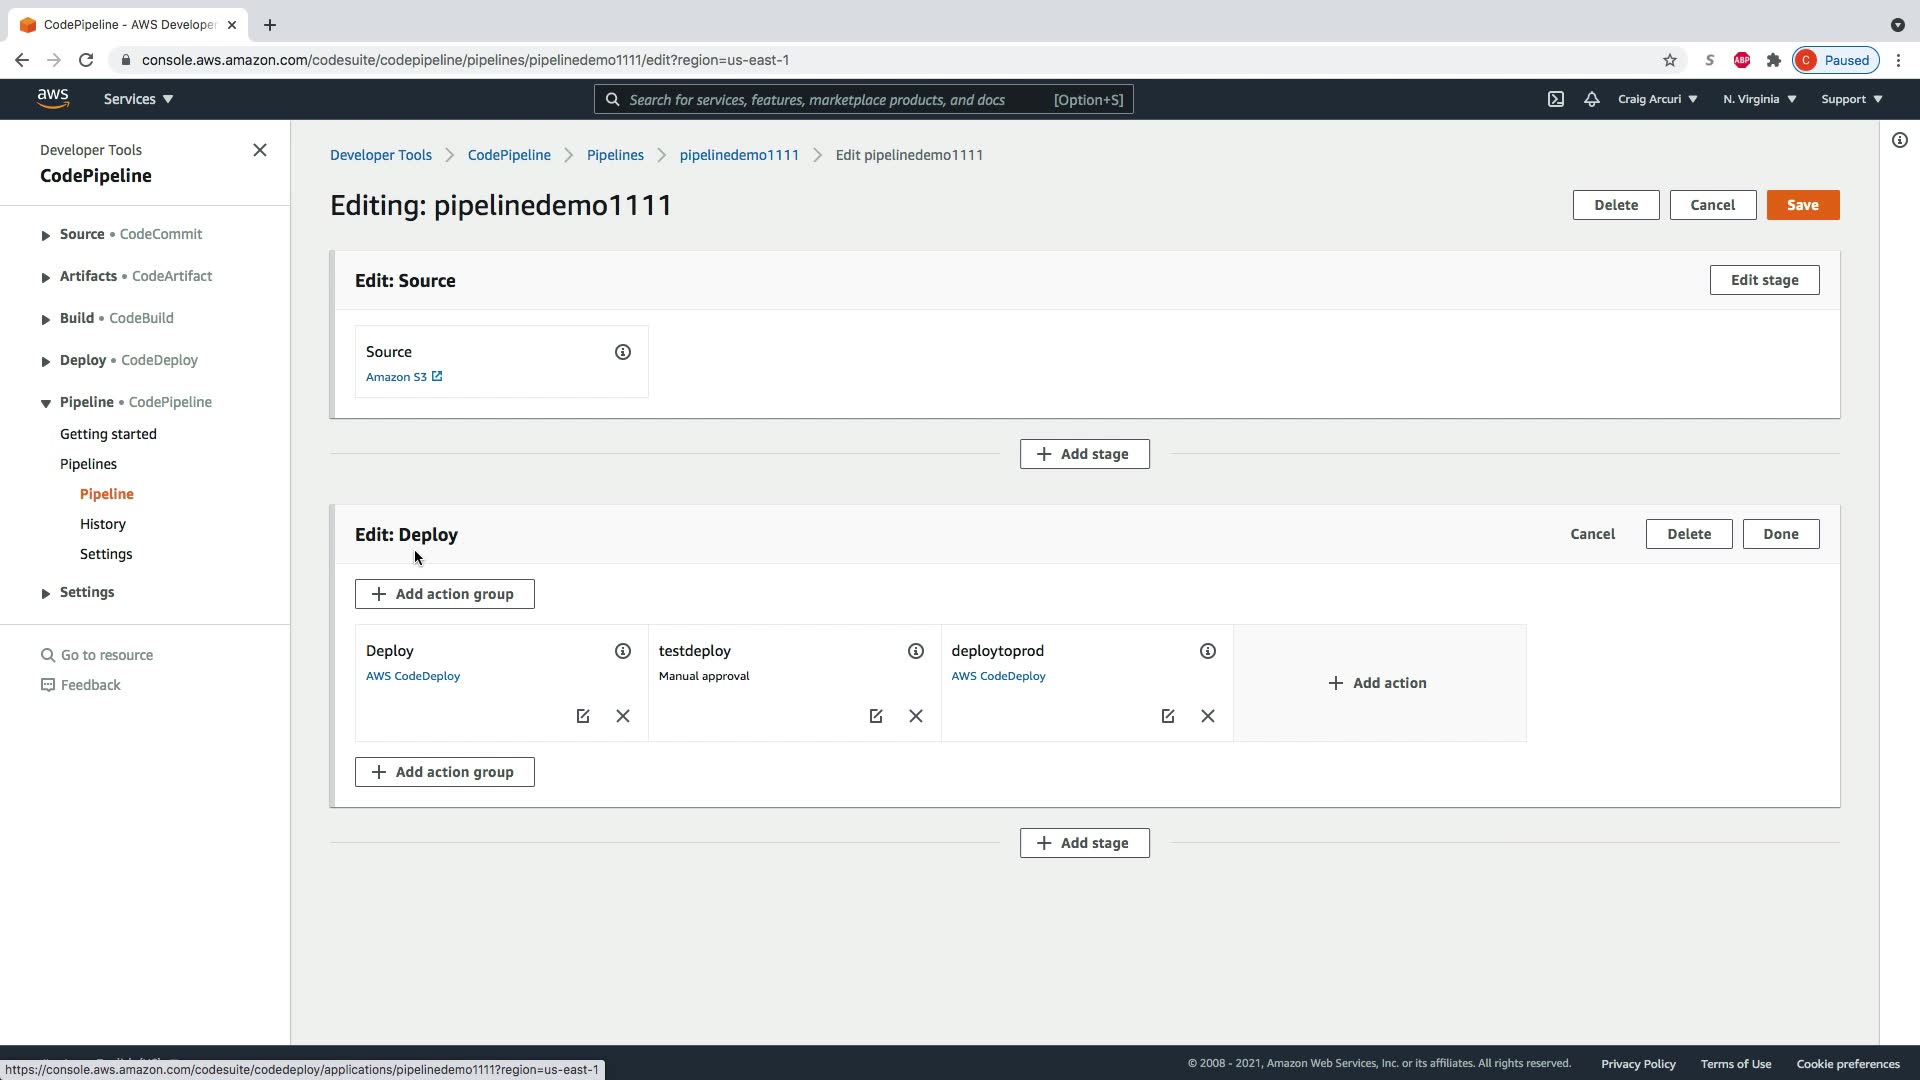 CodePipeline - AWS Developer
console.aws.amazon.com/codesuite/codepipeline/pipelines/pipelinedemo1111/edit?region=us-east-1
S
ABP
C Paused
aws
Services
Search for services, features, marketplace products, and docs [Option+S]
Craig Arcuri
N. Virginia
Support
Developer Tools
CodePipeline
Source • CodeCommit
Artifacts • CodeArtifact
Build • CodeBuild
Deploy • CodeDeploy
Pipeline • CodePipeline
Getting started
Pipelines
Pipeline
History
Settings
Settings
Go to resource
Feedback
Developer Tools > CodePipeline > Pipelines > pipelinedemo1111 > Edit pipelinedemo1111
Editing: pipelinedemo1111
Delete
Cancel
Save
Edit: Source
Edit stage
Source
Amazon S3
+ Add stage
Edit: Deploy
Cancel
Delete
Done
+ Add action group
Deploy
AWS CodeDeploy
testdeploy
Manual approval
deploytoprod
AWS CodeDeploy
+ Add action
+ Add action group
+ Add stage
https://console.aws.amazon.com/codesuite/codedeploy/applications/pipelinedemo1111?region=us-east-1
© 2008 - 2021, Amazon Web Services, Inc. or its affiliates. All rights reserved.
Privacy Policy
Terms of Use
Cookie preferences